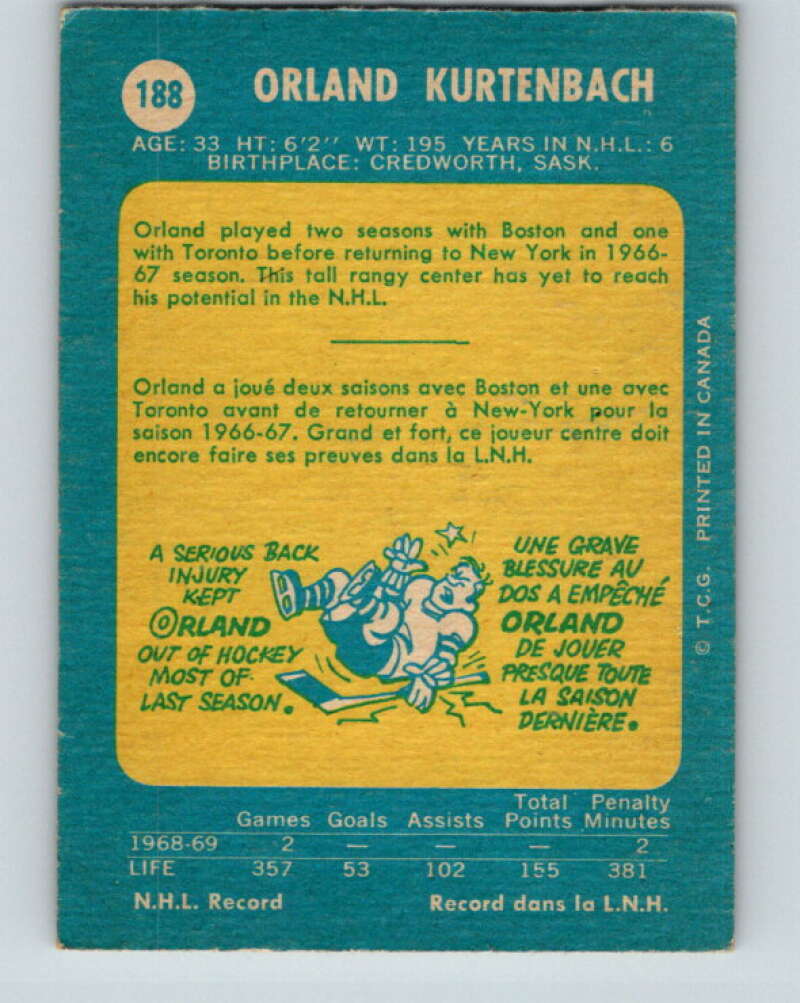 188 ORLAND KURTENBACH
AGE: 33 HT: 6'2'' WT: 195 YEARS IN N.H.L.: 6
BIRTHPLACE: CREDWORTH, SASK.
Orland played two seasons with Boston and one
with Toronto before returning to New York in 1966-
67 season. This tall rangy center has yet to reach
his potential in the N.H.L.
Orland a joué deux saisons avec Boston et une avec
Toronto avant de retourner à New-York pour la
saison 1966-67. Grand et fort, ce joueur centre doit
encore faire ses preuves dans la L.N.H.
A SERIOUS BACK
INJURY
KEPT
ORLAND
OUT OF HOCKEY
MOST OF
LAST SEASON.
UNE GRAVE
BLESSURE AU
DOS A EMPÊCHÉ
ORLAND
DE JOUER
PRESQUE TOUTE
LA SAISON
DERNIÈRE.
© T.C.G. PRINTED IN CANADA
Games Goals Assists Total Points Penalty Minutes
1968-69 2 — — — 2
LIFE 357 53 102 155 381
N.H.L. Record Record dans la L.N.H.